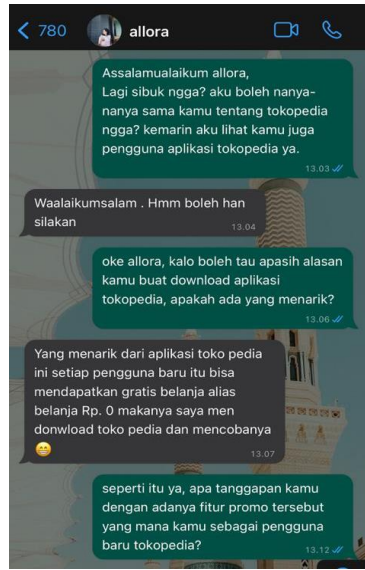 780
allora
Assalamualaikum allora,
Lagi sibuk ngga? aku boleh nanya-
nanya sama kamu tentang tokopedia
ngga? kemarin aku lihat kamu juga
pengguna aplikasi tokopedia ya.
13.03
Waalaikumsalam . Hmm boleh han
silakan
13.04
oke allora, kalo boleh tau apasih alasan
kamu buat download aplikasi
tokopedia, apakah ada yang menarik?
13.06
Yang menarik dari aplikasi toko pedia
ini setiap pengguna baru itu bisa
mendapatkan gratis belanja alias
belanja Rp. 0 makanya saya men
donwload toko pedia dan mencobanya
😁
13.07
seperti itu ya, apa tanggapan kamu
dengan adanya fitur promo tersebut
yang mana kamu sebagai pengguna
baru tokopedia?
13.12